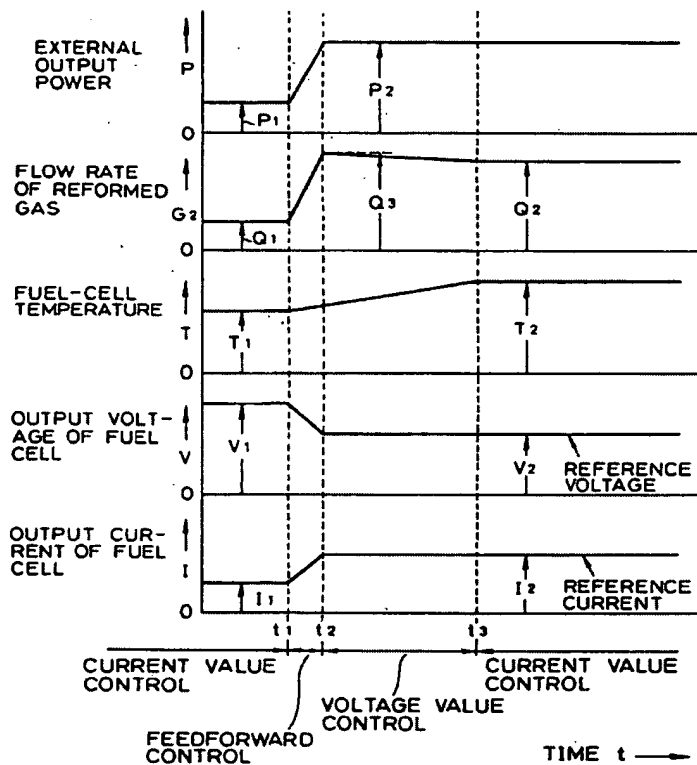 EXTERNAL
OUTPUT
POWER
P
P1
P2
0
FLOW RATE
OF REFORMED
GAS
G2
Q1
Q3
Q2
0
FUEL-CELL
TEMPERATURE
T
T1
T2
0
OUTPUT VOLT-
AGE OF FUEL
CELL
V
V1
V2
REFERENCE
VOLTAGE
0
OUTPUT CUR-
RENT OF FUEL
CELL
I
I1
I2
REFERENCE
CURRENT
0
t1 t2 t3
CURRENT VALUE
CONTROL
FEEDFORWARD
CONTROL
VOLTAGE VALUE
CONTROL
CURRENT VALUE
CONTROL
TIME t